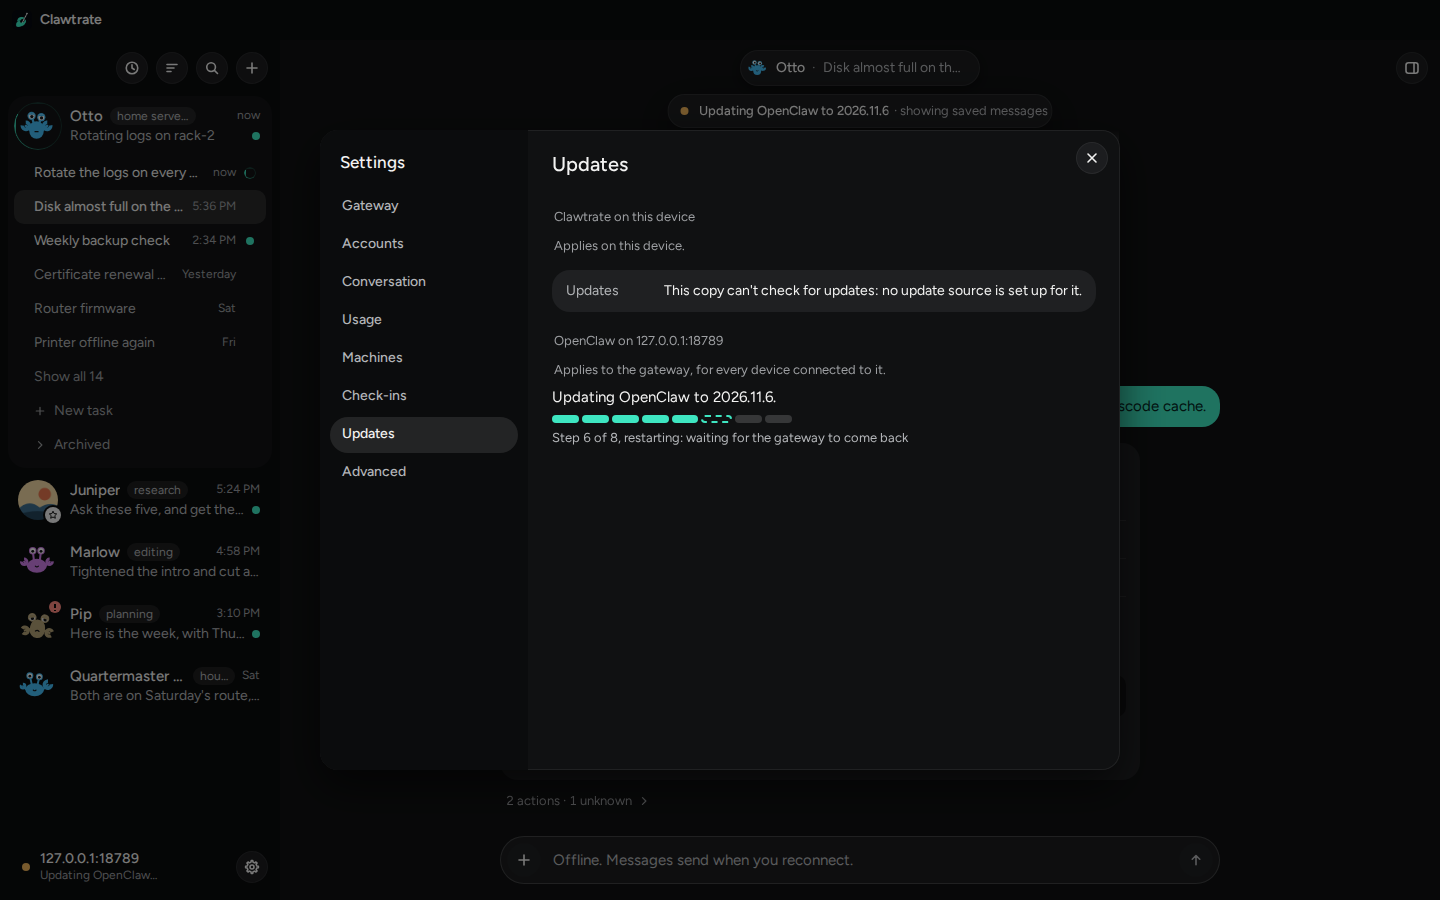 Clawtrate
Otto · Disk almost full on th...
Updating OpenClaw to 2026.11.6 · showing saved messages
Otto home serve... now
Rotating logs on rack-2
Rotate the logs on every ... now
Disk almost full on the ... 5:36 PM
Weekly backup check 2:34 PM
Certificate renewal ... Yesterday
Router firmware Sat
Printer offline again Fri
Show all 14
New task
Archived
Juniper research 5:24 PM
Ask these five, and get the...
Marlow editing 4:58 PM
Tightened the intro and cut a...
Pip planning 3:10 PM
Here is the week, with Thu...
Quartermaster ... hou... Sat
Both are on Saturday's route,...
127.0.0.1:18789
Updating OpenClaw...
Settings
Gateway
Accounts
Conversation
Usage
Machines
Check-ins
Updates
Advanced
Updates
Clawtrate on this device
Applies on this device.
Updates This copy can't check for updates: no update source is set up for it.
OpenClaw on 127.0.0.1:18789
Applies to the gateway, for every device connected to it.
Updating OpenClaw to 2026.11.6.
Step 6 of 8, restarting: waiting for the gateway to come back
scode cache.
2 actions · 1 unknown
Offline. Messages send when you reconnect.